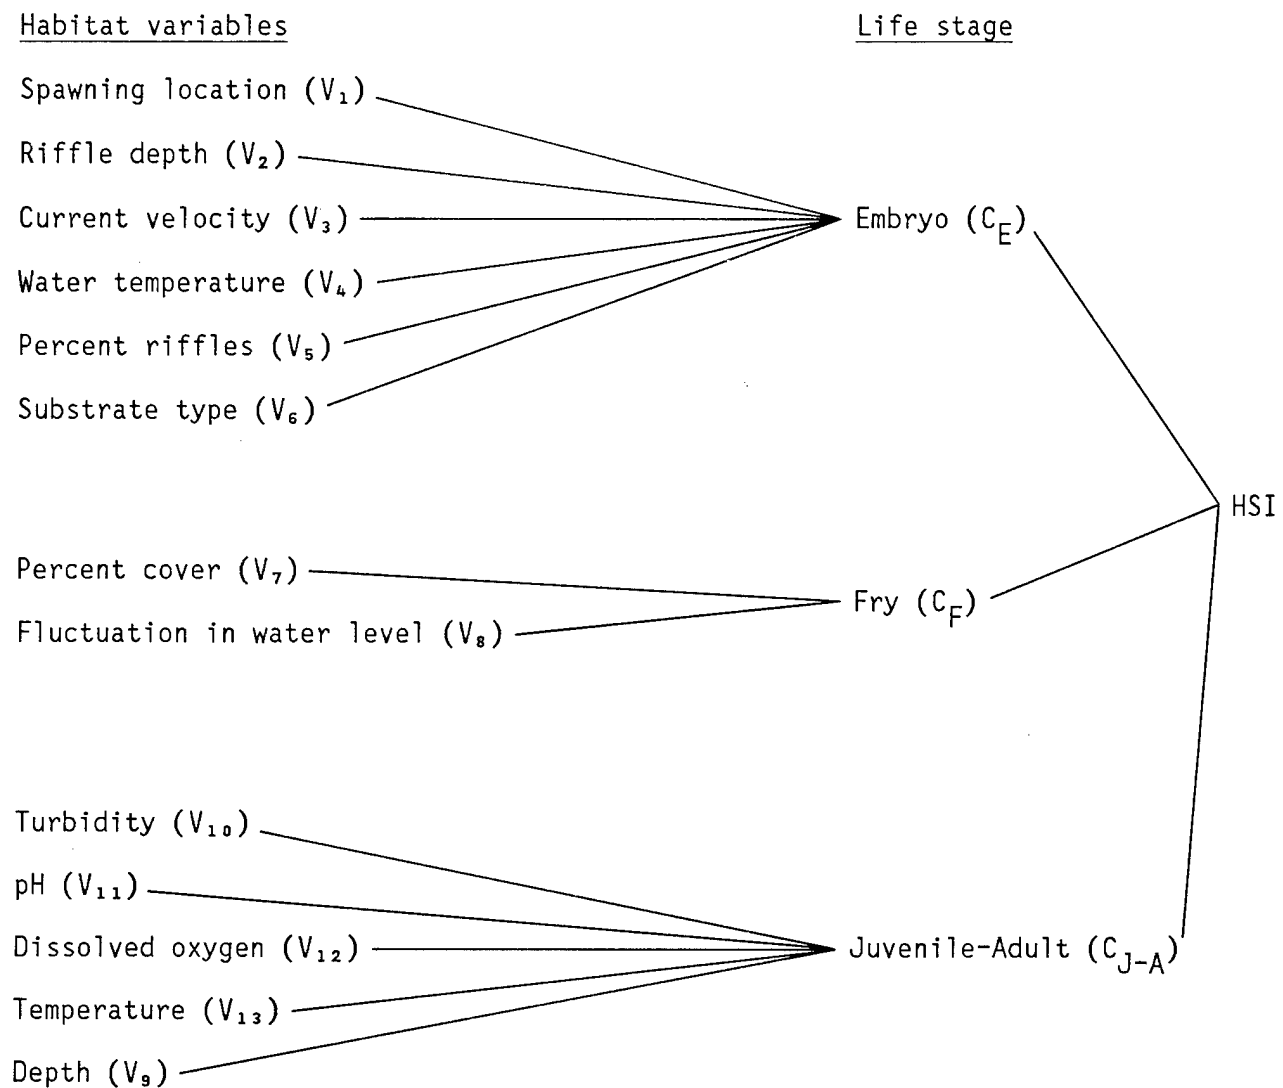 Habitat variables Life stage
Spawning location (V₁)
Riffle depth (V₂)
Current velocity (V₃) Embryo (C_E)
Water temperature (V₄)
Percent riffles (V₅)
Substrate type (V₆)
HSI
Percent cover (V₇)
Fry (C_F)
Fluctuation in water level (V₈)
Turbidity (V₁₀)
pH (V₁₁)
Dissolved oxygen (V₁₂) Juvenile-Adult (C_J-A)
Temperature (V₁₃)
Depth (V₉)